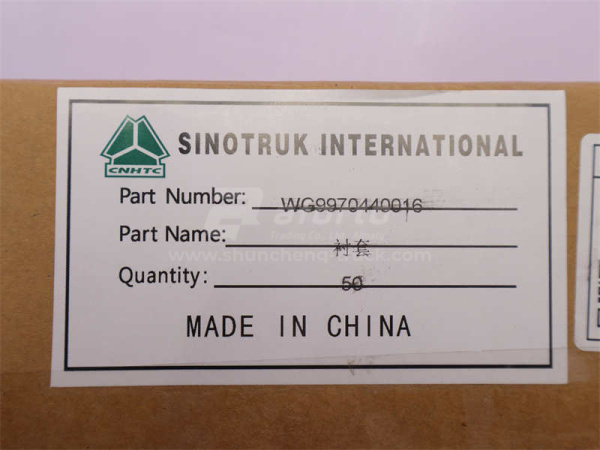 CNHTC
SINOTRUK INTERNATIONAL
Part Number: WG9970440016
Part Name: 衬套
Quantity: 50
MADE IN CHINA